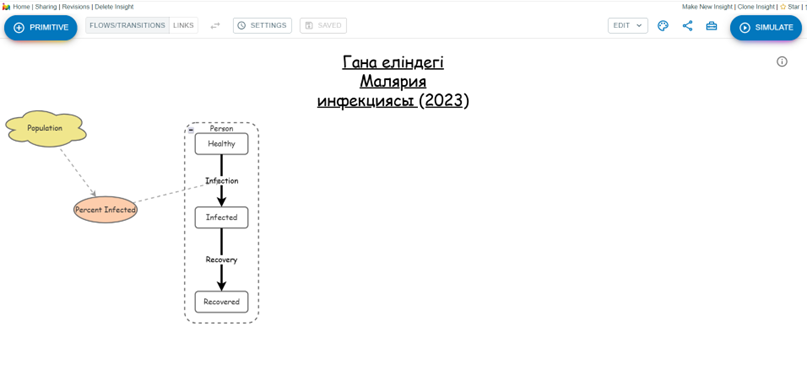 Home | Sharing | Revisions | Delete Insight
Make New Insight | Clone Insight | Star |
PRIMITIVE
FLOWS/TRANSITIONS
LINKS
SETTINGS
SAVED
EDIT
SIMULATE
Гана еліндегі
Малярия
инфекциясы (2023)
Population
Person
Healthy
Infection
Percent Infected
Infected
Recovery
Recovered